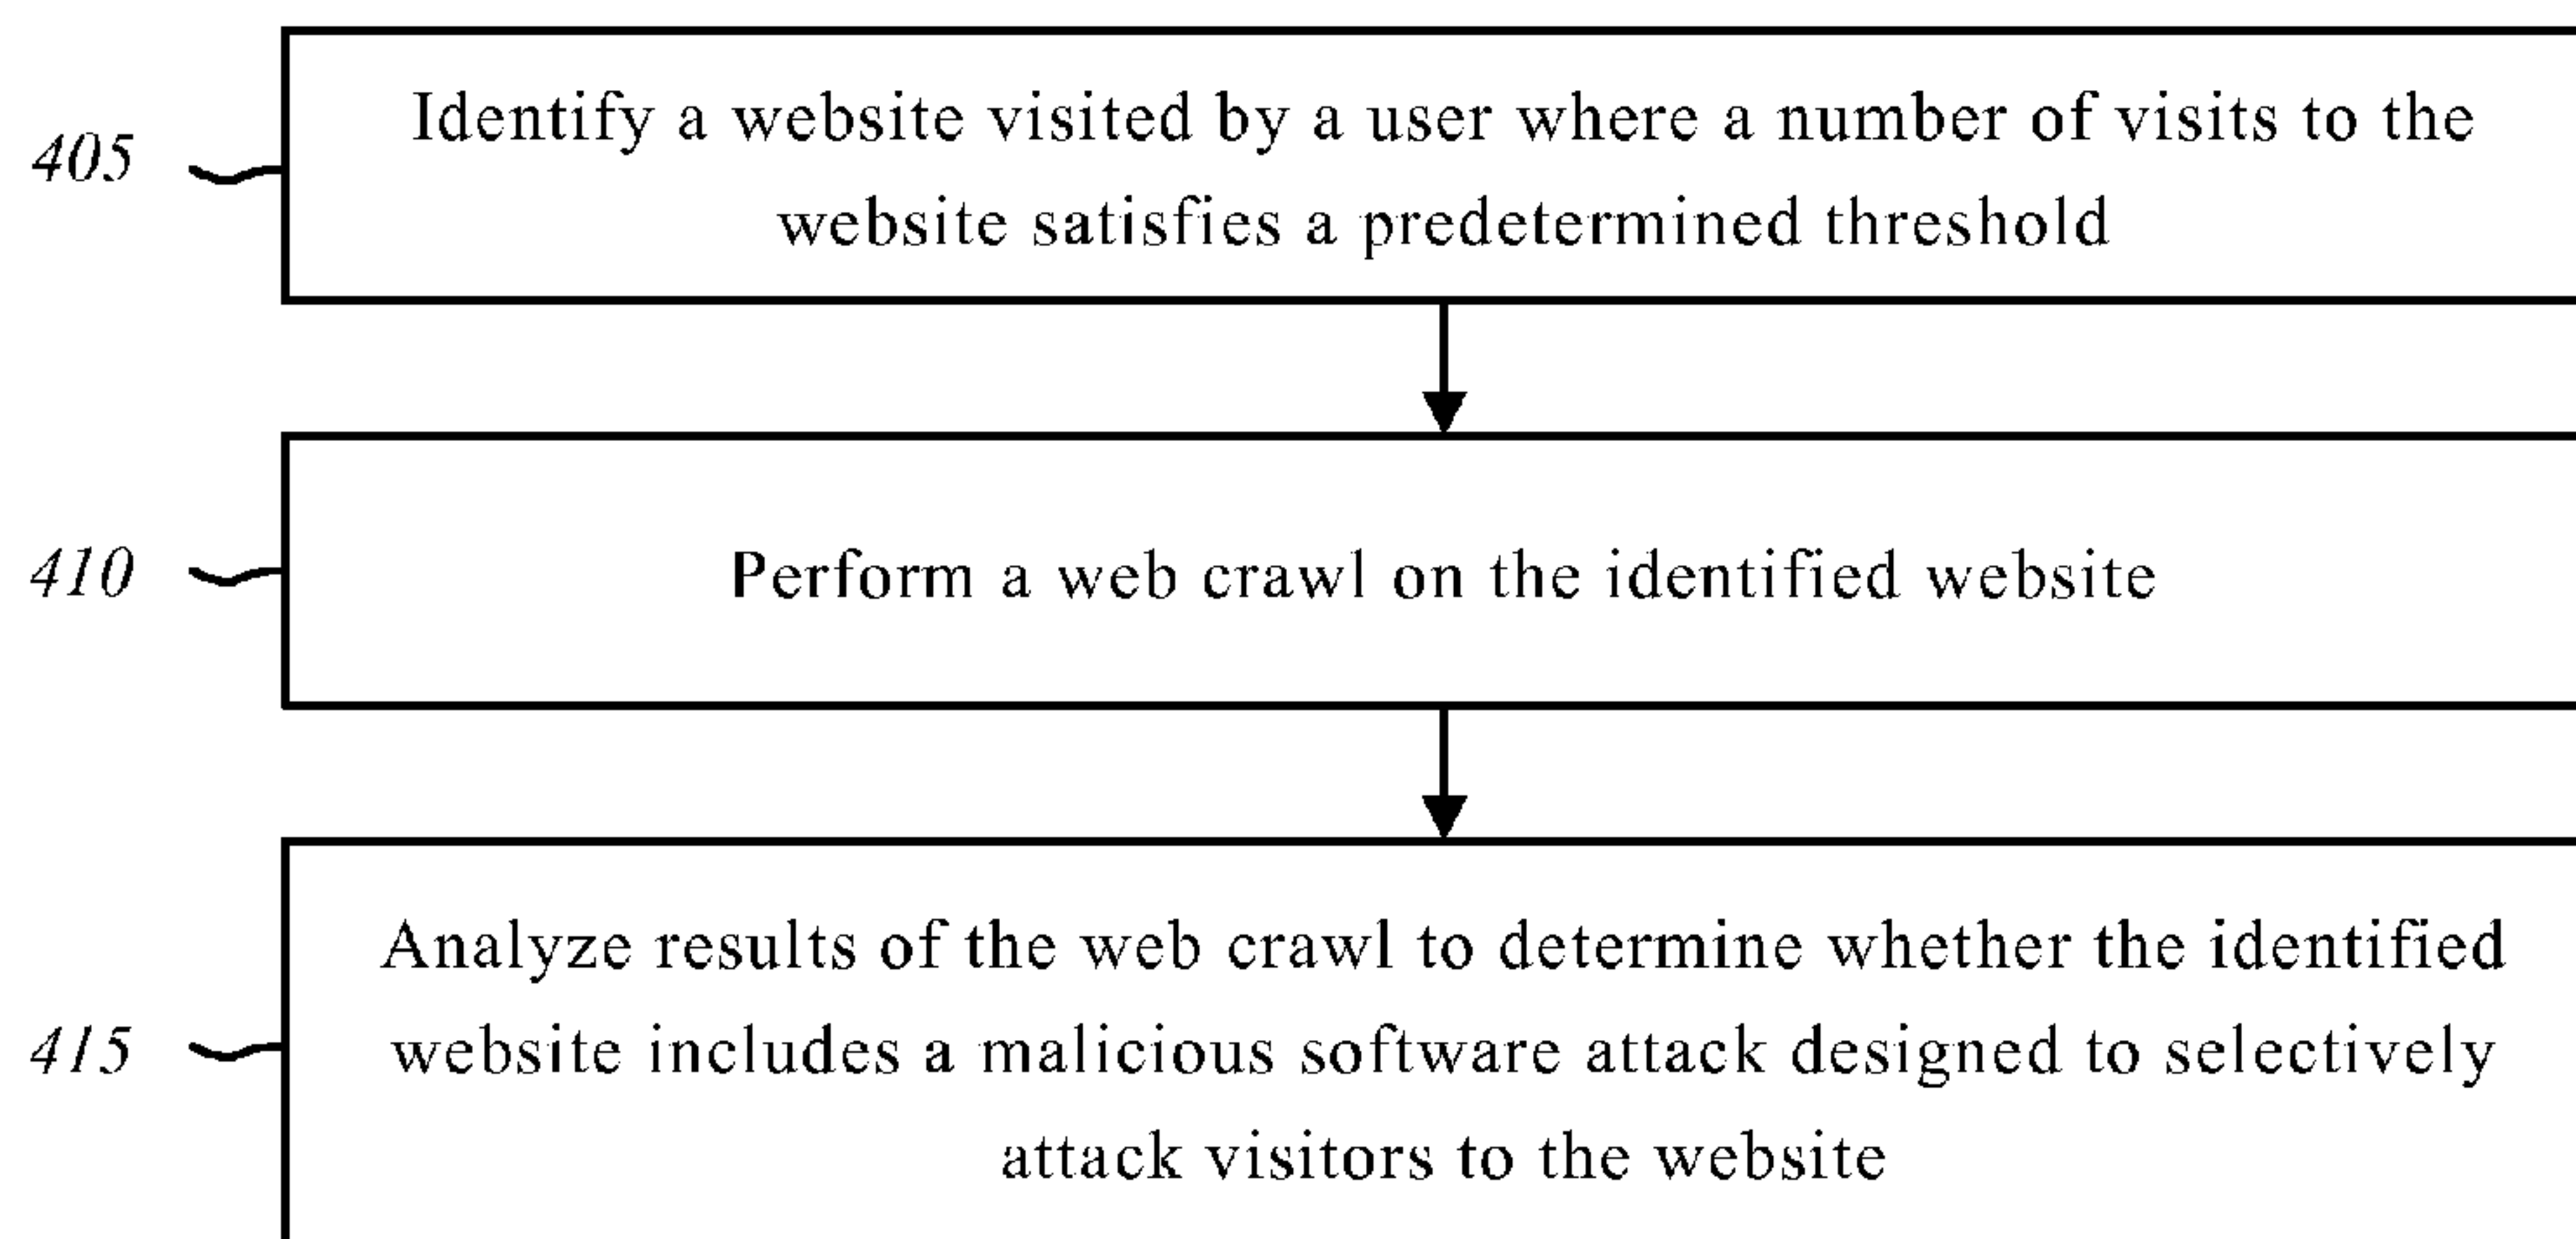 405
Identify a website visited by a user where a number of visits to the
website satisfies a predetermined threshold
410
Perform a web crawl on the identified website
Analyze results of the web crawl to determine whether the identified
415
website includes a malicious software attack designed to selectively
attack visitors to the website